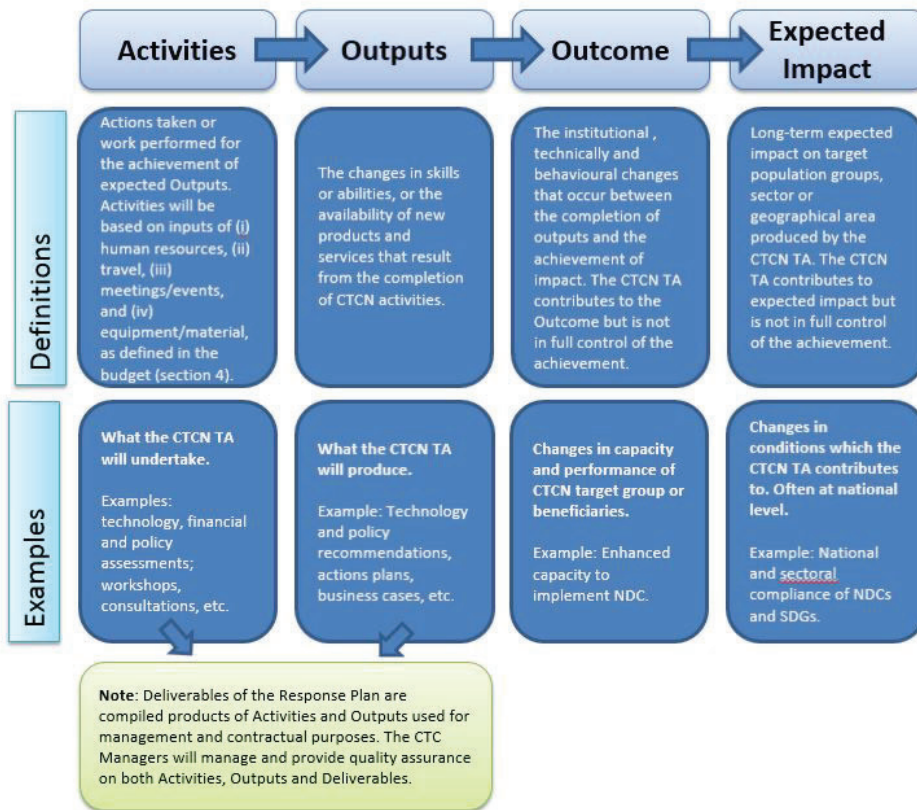 Activities
Outputs
Outcome
Expected
Impact
Definitions
Actions taken or
work performed for
the achievement of
expected Outputs.
Activities will be
based on inputs of (i)
human resources, (ii)
travel, (iii)
meetings/events,
and (iv)
equipment/material,
as defined in the
budget (section 4).
The changes in skills
or abilities, or the
availability of new
products and
services that result
from the completion
of CTCN activities.
The institutional ,
technically and
behavioural changes
that occur between
the completion of
outputs and the
achievement of
impact. The CTCN TA
contributes to the
Outcome but is not
in full control of the
achievement.
Long-term expected
impact on target
population groups,
sector or
geographical area
produced by the
CTCN TA. The CTCN
TA contributes to
expected impact but
is not in full control
of the achievement.
Examples
What the CTCN TA
will undertake.
Examples:
technology, financial
and policy
assessments;
workshops,
consultations, etc.
What the CTCN TA
will produce.
Example: Technology
and policy
recommendations,
actions plans,
business cases, etc.
Changes in capacity
and performance of
CTCN target group or
beneficiaries.
Example: Enhanced
capacity to
implement NDC.
Changes in
conditions which the
CTCN TA contributes
to. Often at national
level.
Example: National
and sectoral
compliance of NDCs
and SDGs.
Note: Deliverables of the Response Plan are
compiled products of Activities and Outputs used for
management and contractual purposes. The CTC
Managers will manage and provide quality assurance
on both Activities, Outputs and Deliverables.